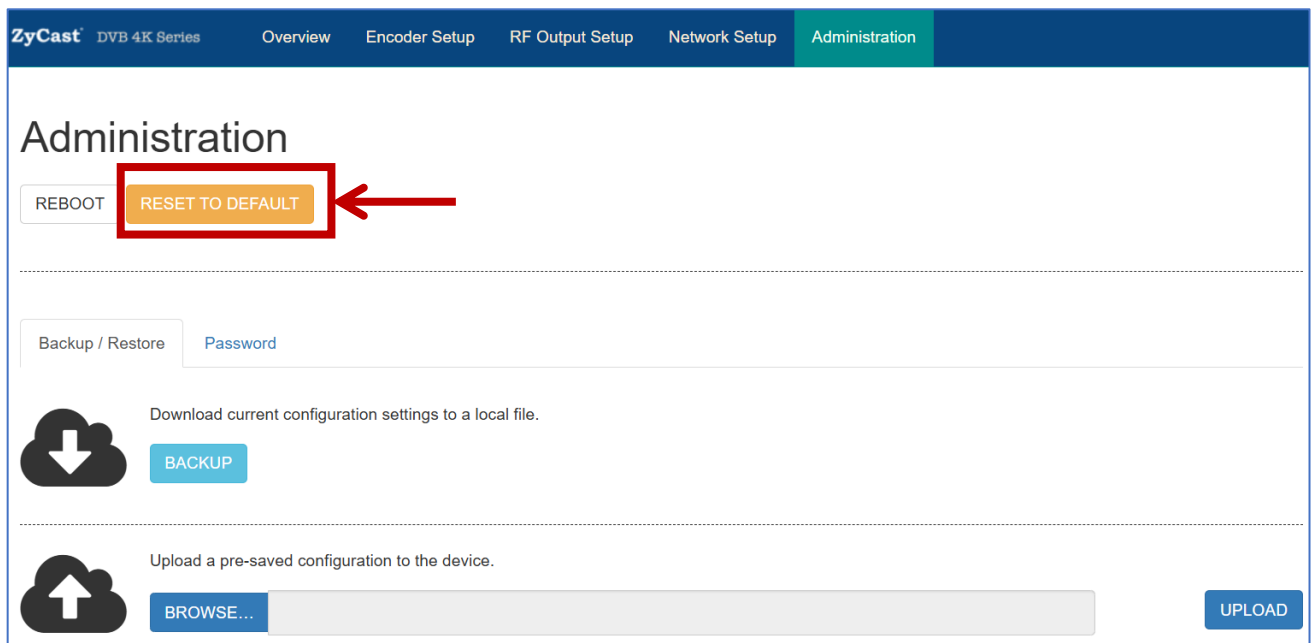 ZyCast DVB 4K Series Overview Encoder Setup RF Output Setup Network Setup Administration
Administration
REBOOT RESET TO DEFAULT
Backup / Restore Password
Download current configuration settings to a local file.
BACKUP
Upload a pre-saved configuration to the device.
BROWSE... UPLOAD